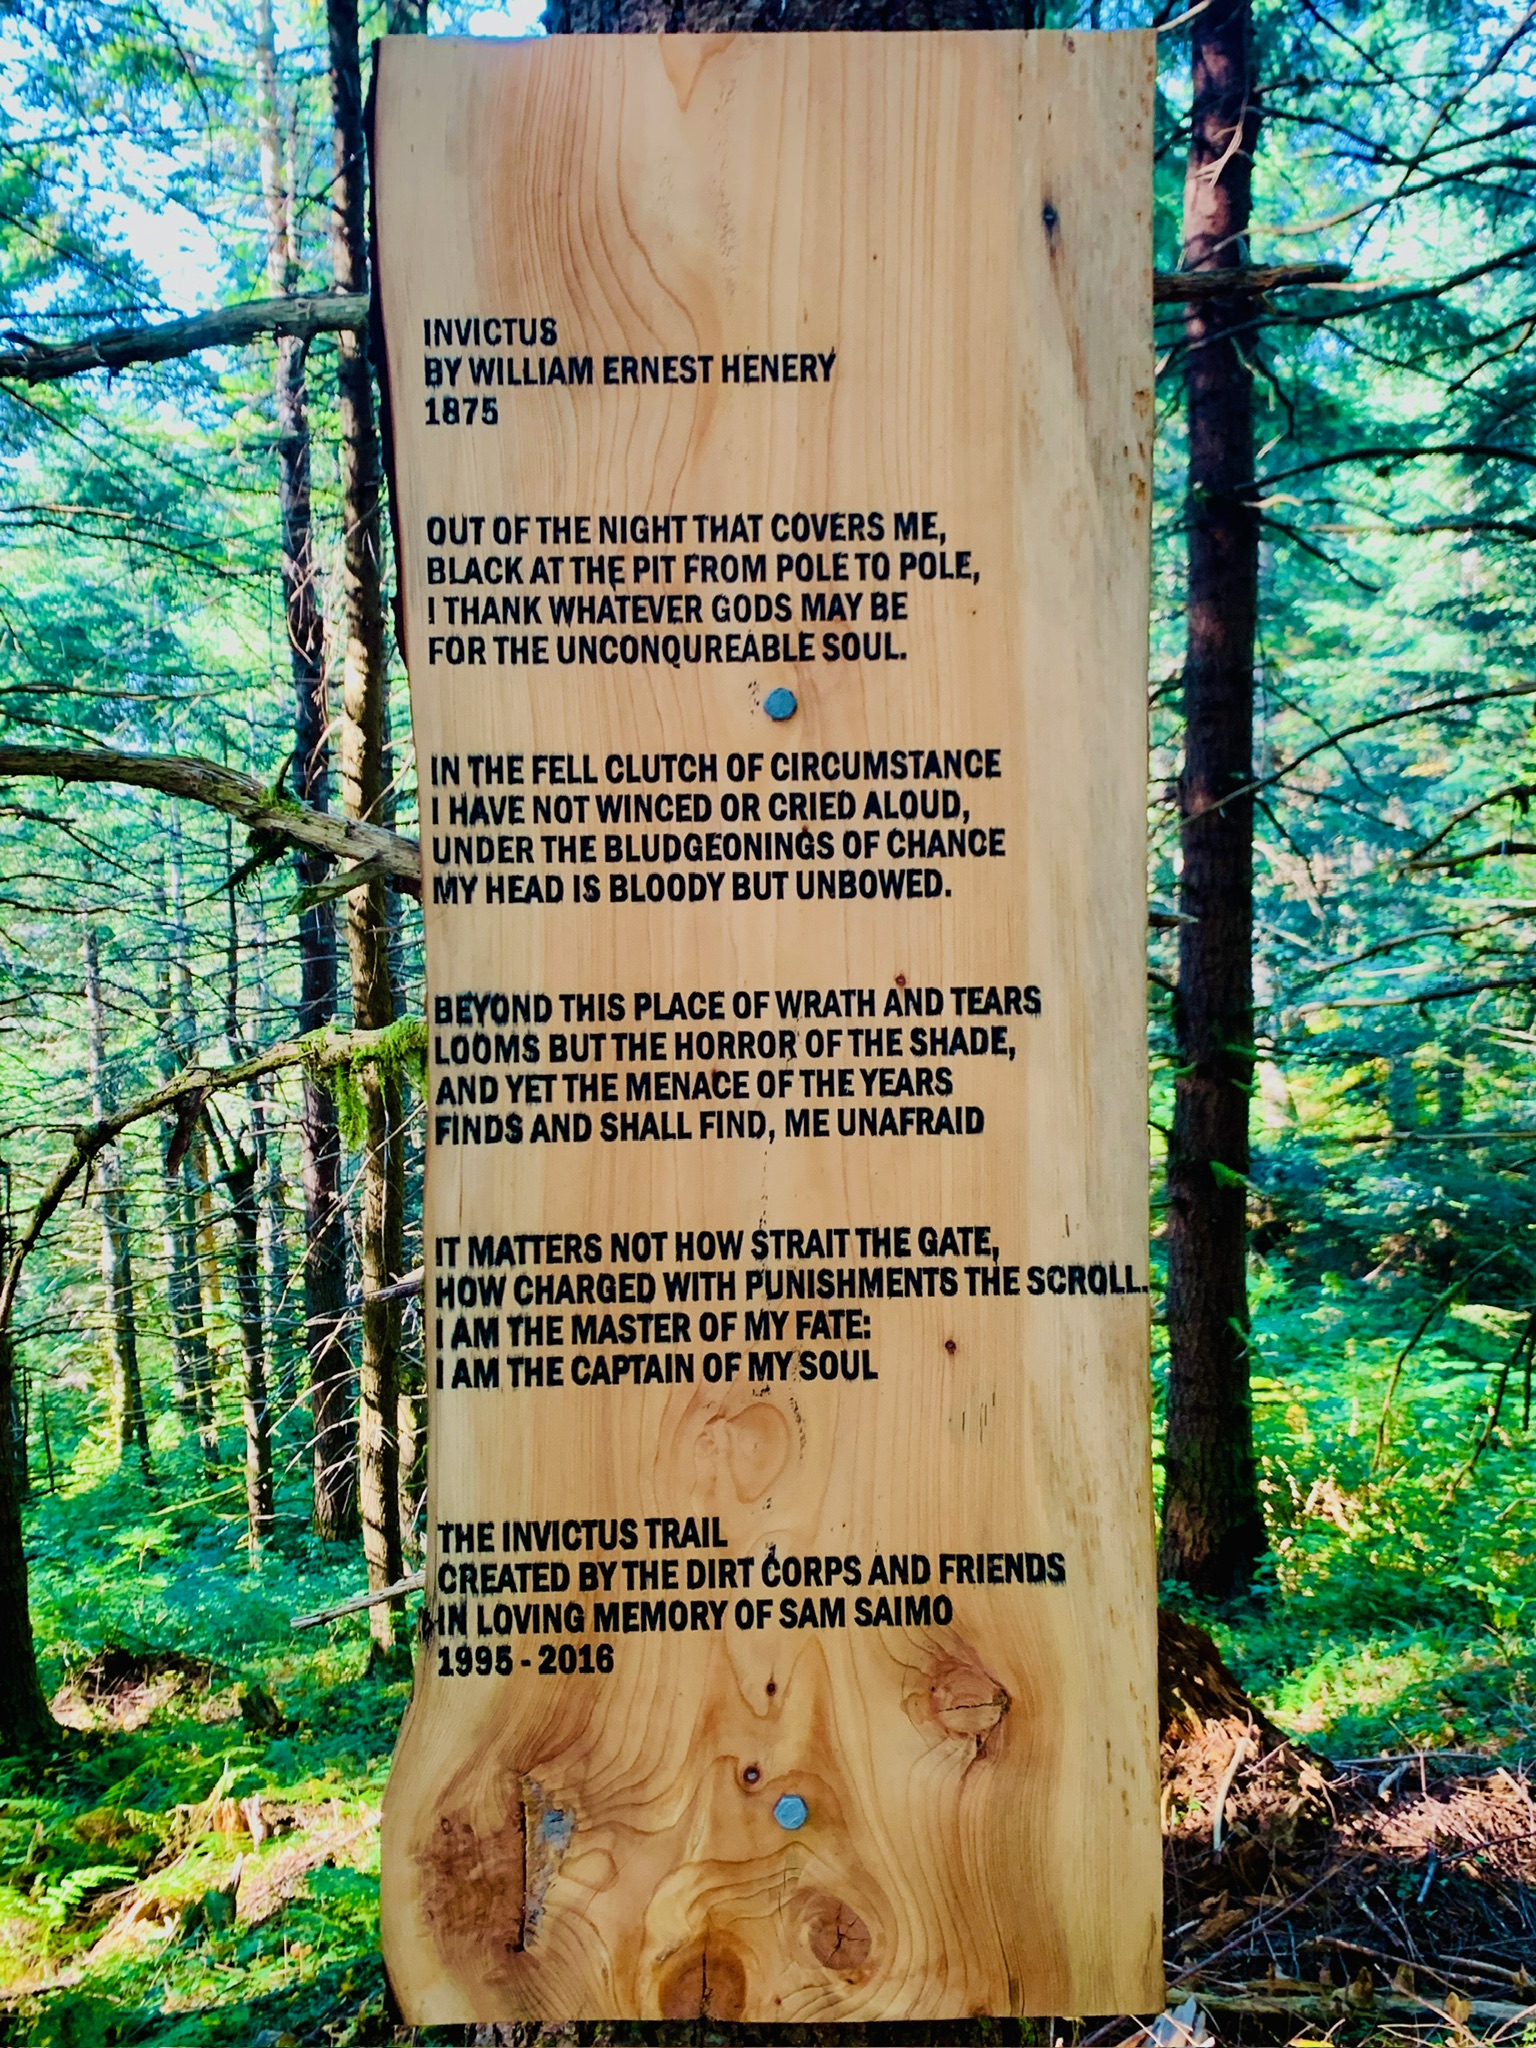 INVICTUS
BY WILLIAM ERNEST HENERY
1875
OUT OF THE NIGHT THAT COVERS ME,
BLACK AT THE PIT FROM POLE TO POLE,
I THANK WHATEVER GODS MAY BE
FOR THE UNCONQUREABLE SOUL.
IN THE FELL CLUTCH OF CIRCUMSTANCE
I HAVE NOT WINCED OR CRIED ALOUD,
UNDER THE BLUDGEONINGS OF CHANCE
MY HEAD IS BLOODY BUT UNBOWED.
BEYOND THIS PLACE OF WRATH AND TEARS
LOOMS BUT THE HORROR OF THE SHADE,
AND YET THE MENACE OF THE YEARS
FINDS AND SHALL FIND, ME UNAFRAID
IT MATTERS NOT HOW STRAIT THE GATE,
HOW CHARGED WITH PUNISHMENTS THE SCROLL.
I AM THE MASTER OF MY FATE:
I AM THE CAPTAIN OF MY SOUL
THE INVICTUS TRAIL
CREATED BY THE DIRT CORPS AND FRIENDS
IN LOVING MEMORY OF SAM SAIMO
1995 - 2016